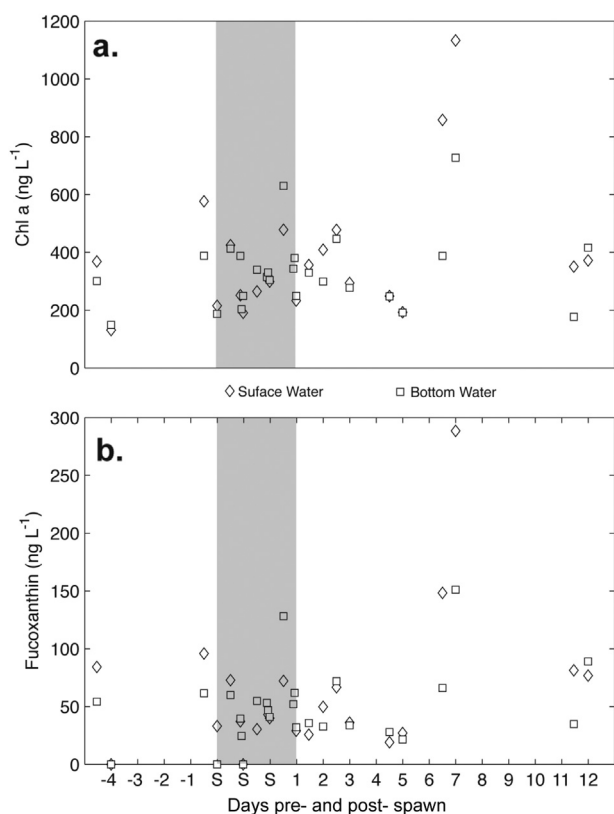 a.
1200
1000
800
600
400
200
0
Chl a (ng L⁻¹)
Suface Water
Bottom Water
b.
300
250
200
150
100
50
0
Fucoxanthin (ng L⁻¹)
-4 -3 -2 -1 S S S 1 2 3 4 5 6 7 8 9 10 11 12
Days pre- and post- spawn